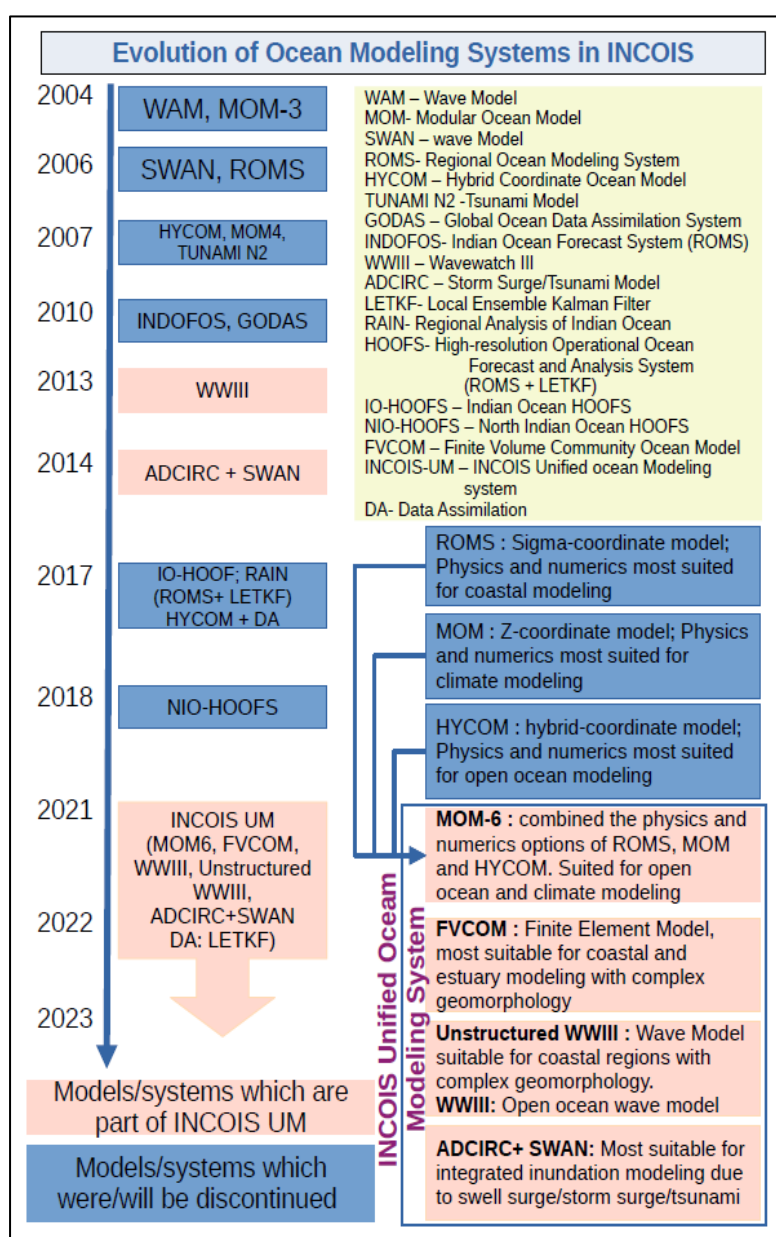 Evolution of Ocean Modeling Systems in INCOIS
2004
WAM, MOM-3
2006
SWAN, ROMS
2007
HYCOM, MOM4,
TUNAMI N2
2010
INDOFOS, GODAS
2013
WWIII
2014
ADCIRC + SWAN
2017
IO-HOOF; RAIN
(ROMS+ LETKF)
HYCOM + DA
2018
NIO-HOOFS
2021
2022
2023
INCOIS UM
(MOM6, FVCOM,
WWIII, Unstructured
WWIII,
ADCIRC+SWAN
DA: LETKF)
Models/systems which are
part of INCOIS UM
Models/systems which
were/will be discontinued
WAM – Wave Model
MOM- Modular Ocean Model
SWAN – wave Model
ROMS- Regional Ocean Modeling System
HYCOM – Hybrid Coordinate Ocean Model
TUNAMI N2 -Tsunami Model
GODAS – Global Ocean Data Assimilation System
INDOFOS- Indian Ocean Forecast System (ROMS)
WWIII – Wavewatch III
ADCIRC – Storm Surge/Tsunami Model
LETKF- Local Ensemble Kalman Filter
RAIN- Regional Analysis of Indian Ocean
HOOFS- High-resolution Operational Ocean
Forecast and Analysis System
(ROMS + LETKF)
IO-HOOFS – Indian Ocean HOOFS
NIO-HOOFS – North Indian Ocean HOOFS
FVCOM – Finite Volume Community Ocean Model
INCOIS-UM – INCOIS Unified ocean Modeling
system
DA- Data Assimilation
ROMS : Sigma-coordinate model;
Physics and numerics most suited
for coastal modeling
MOM : Z-coordinate model; Physics
and numerics most suited for
climate modeling
HYCOM : hybrid-coordinate model;
Physics and numerics most suited
for open ocean modeling
INCOIS Unified Oceam
Modeling System
MOM-6 : combined the physics and
numerics options of ROMS, MOM
and HYCOM. Suited for open
ocean and climate modeling
FVCOM : Finite Element Model,
most suitable for coastal and
estuary modeling with complex
geomorphology
Unstructured WWIII : Wave Model
suitable for coastal regions with
complex geomorphology.
WWIII: Open ocean wave model
ADCIRC+ SWAN: Most suitable for
integrated inundation modeling due
to swell surge/storm surge/tsunami